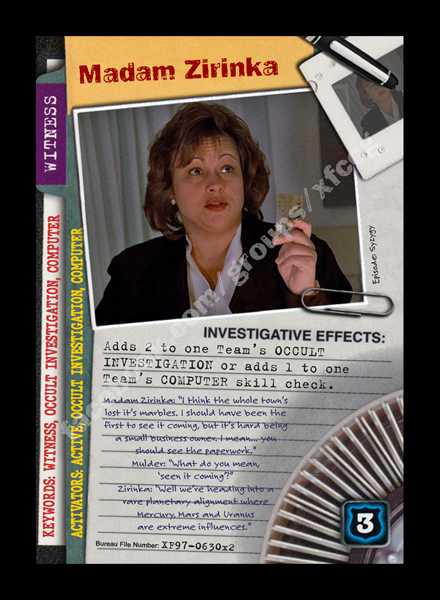 Madam Zirinka
WITNESS
KEYWORDS: WITNESS, OCCULT INVESTIGATION, COMPUTER
ACTIVATORS: ACTIVE, OCCULT INVESTIGATION, COMPUTER
Episode: Syzygy
INVESTIGATIVE EFFECTS:
Adds 2 to one Team's OCCULT
INVESTIGATION or adds 1 to one
Team's COMPUTER skill check.
Madam Zirinka: "I think the whole town's
lost it's marbles. I should have been the
first to see it coming, but it's hard being
a small business owner. I mean... you
should see the paperwork."
Mulder: "What do you mean,
'seen it coming'?"
Zirinka: "Well we're heading into a
rare planetary alignment where
Mercury, Mars and Uranus
are extreme influences."
3
Bureau File Number: XF97-0630x2